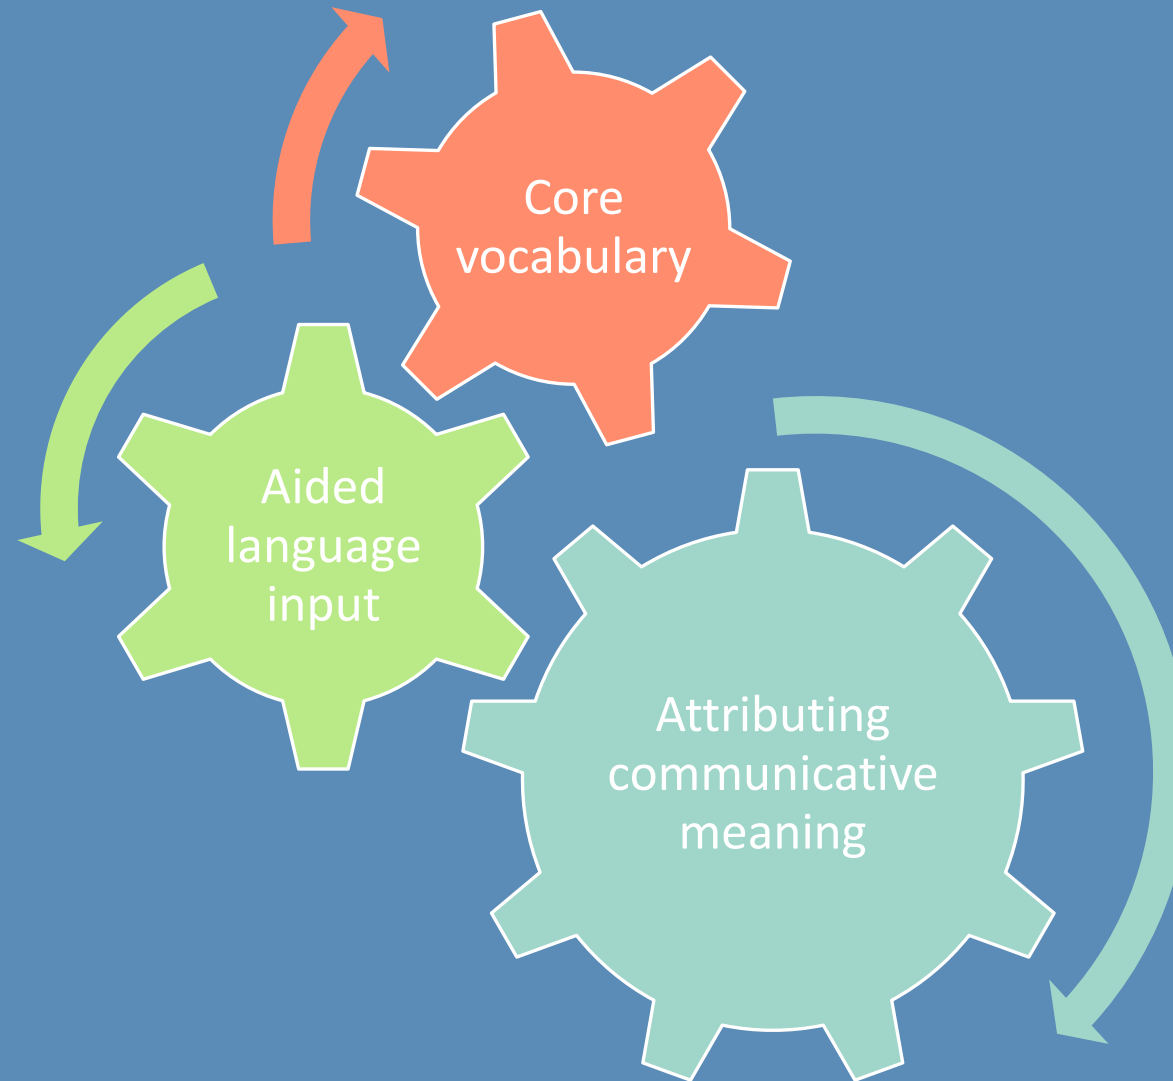 Core
vocabulary
Aided
language
input
Attributing
communicative
meaning